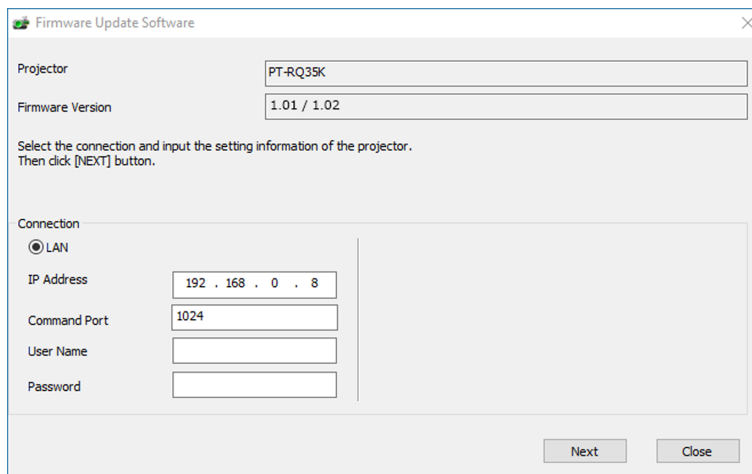 Firmware Update Software
Projector PT-RQ35K
Firmware Version 1.01 / 1.02
Select the connection and input the setting information of the projector.
Then click [NEXT] button.
Connection
LAN
IP Address 192 . 168 . 0 . 8
Command Port 1024
User Name
Password
Next Close